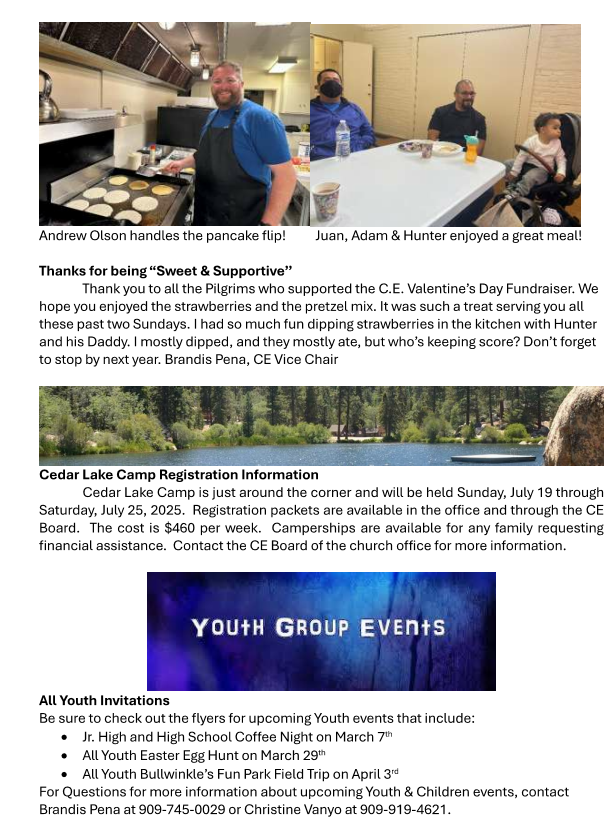 Andrew Olson handles the pancake flip!
Juan, Adam & Hunter enjoyed a great meal!
Thanks for being “Sweet & Supportive”
Thank you to all the Pilgrims who supported the C.E. Valentine’s Day Fundraiser. We
hope you enjoyed the strawberries and the pretzel mix. It was such a treat serving you all
these past two Sundays. I had so much fun dipping strawberries in the kitchen with Hunter
and his Daddy. I mostly dipped, and they mostly ate, but who’s keeping score? Don’t forget
to stop by next year. Brandis Pena, CE Vice Chair
Cedar Lake Camp Registration Information
Cedar Lake Camp is just around the corner and will be held Sunday, July 19 through
Saturday, July 25, 2025. Registration packets are available in the office and through the CE
Board. The cost is $460 per week. Camperships are available for any family requesting
financial assistance. Contact the CE Board of the church office for more information.
Youth Group Events
All Youth Invitations
Be sure to check out the flyers for upcoming Youth events that include:
• Jr. High and High School Coffee Night on March 7th
• All Youth Easter Egg Hunt on March 29th
• All Youth Bullwinkle’s Fun Park Field Trip on April 3rd
For Questions for more information about upcoming Youth & Children events, contact
Brandis Pena at 909-745-0029 or Christine Vanyo at 909-919-4621.